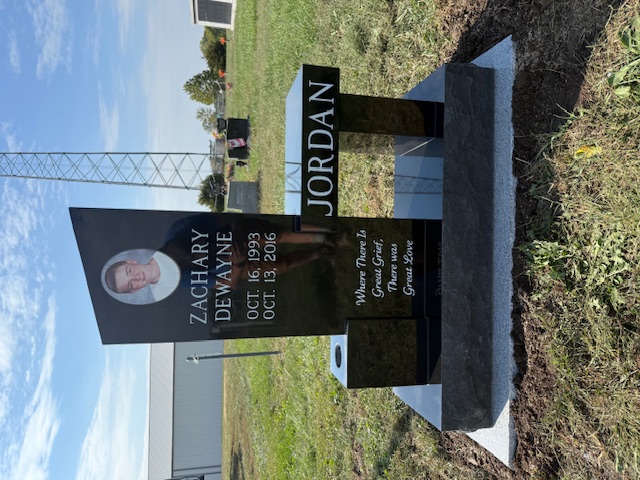 ZACHARY
DEWAYNE
OCT. 16, 1993
OCT. 13, 2016
JORDAN
Where There Is
Great Grief,
There was
Great Love